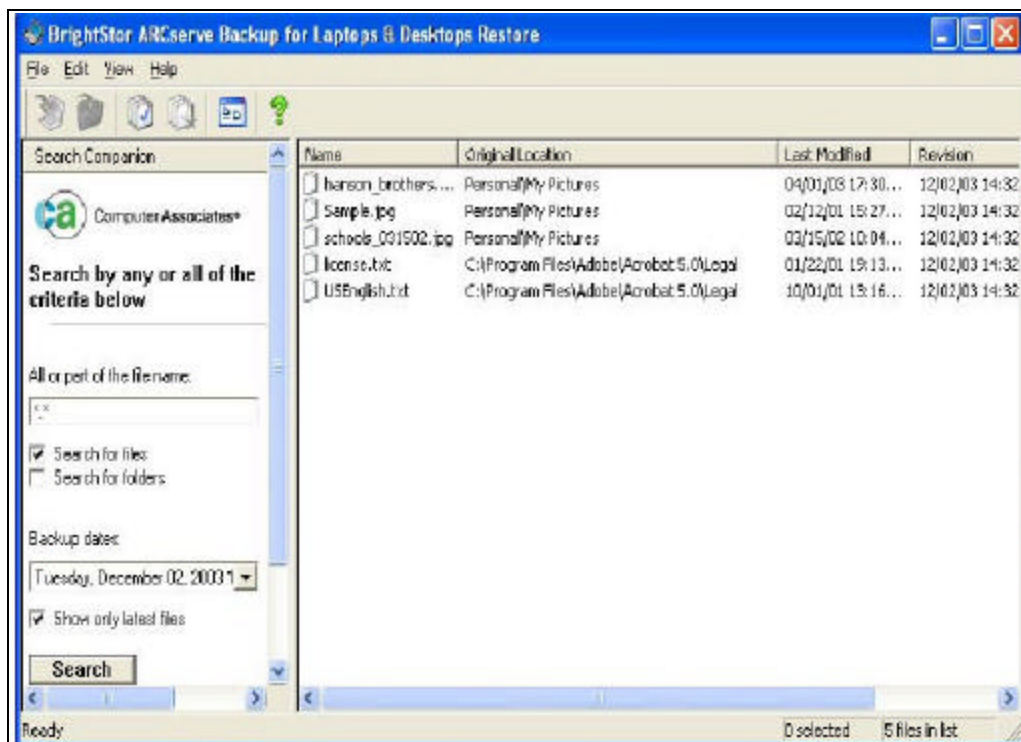 BrightStor ARCserve Backup for Laptops & Desktops Restore
File Edit View Help
Search Companion
ca Computer Associates®
Search by any or all of the
criteria below
All or part of the filename:
*.*
Search for files
Search for folders
Backup dates:
Tuesday, December 02, 2003 1
Show only latest files
Search
Name Original Location Last Modified Revision
hanson_brothers.... Personal\My Pictures 04/01/03 17:30... 12/02/03 14:32
Sample.jpg Personal\My Pictures 02/12/01 15:27... 12/02/03 14:32
schools_031502.jpg Personal\My Pictures 03/15/02 10:04... 12/02/03 14:32
license.txt C:\Program Files\Adobe\Acrobat 5.0\Legal 01/22/01 19:13... 12/02/03 14:32
USEnglish.txt C:\Program Files\Adobe\Acrobat 5.0\Legal 10/01/01 13:16... 12/02/03 14:32
Ready 0 selected 5 files in list